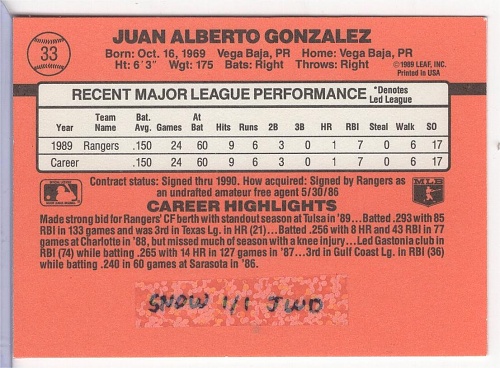 33
JUAN ALBERTO GONZALEZ
Born: Oct. 16, 1969 Vega Baja, PR Home: Vega Baja, PR
Ht: 6'3" Wgt: 175 Bats: Right Throws: Right
©1989 LEAF, INC.
Printed in USA
RECENT MAJOR LEAGUE PERFORMANCE *Denotes Led League
Year Team Name Bat. Avg. Games At Bat Hits Runs 2B 3B HR RBI Steal Walk SO
1989 Rangers .150 24 60 9 6 3 0 1 7 0 6 17
Career .150 24 60 9 6 3 0 1 7 0 6 17
Contract status: Signed thru 1990. How acquired: Signed by Rangers as
an undrafted amateur free agent 5/30/86
MLB
CAREER HIGHLIGHTS
Made strong bid for Rangers' CF berth with standout season at Tulsa in '89...Batted .293 with 85
RBI in 133 games and was 3rd in Texas Lg. in HR (21)...Batted .256 with 8 HR and 43 RBI in 77
games at Charlotte in '88, but missed much of season with a knee injury...Led Gastonia club in
RBI (74) while batting .265 with 14 HR in 127 games in '87...3rd in Gulf Coast Lg. in RBI (36)
while batting .240 in 60 games at Sarasota in '86.
SNOW 1/1 JWD